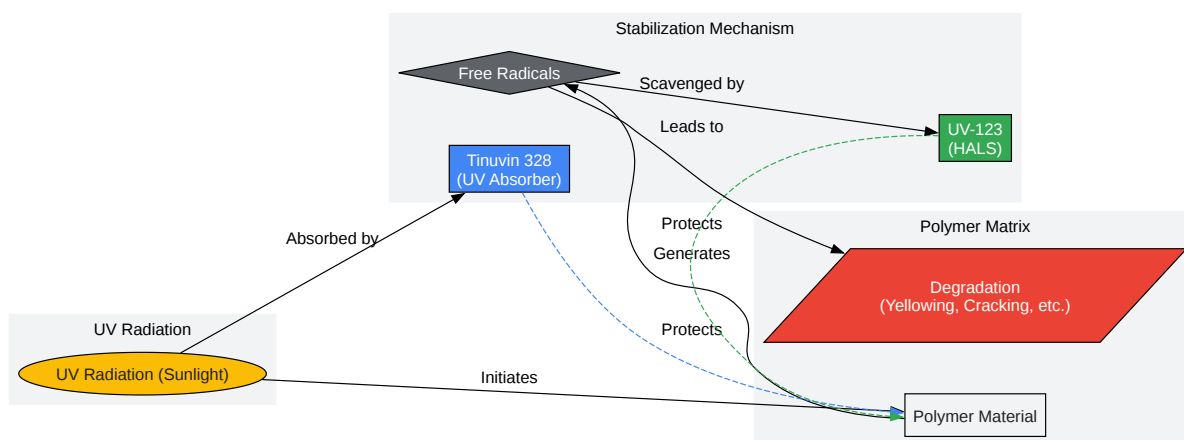 Stabilization Mechanism
Free Radicals
Scavenged by
UV-123
(HALS)
Leads to
Tinuvin 328
(UV Absorber)
Absorbed by
Protects
Generates
Polymer Matrix
Degradation
(Yellowing, Cracking, etc.)
UV Radiation
UV Radiation (Sunlight)
Protects
Initiates
Polymer Material